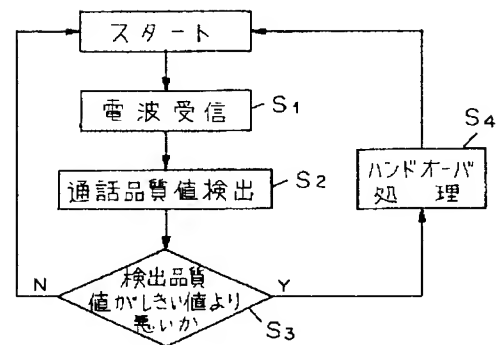 スタート
電波受信
S1
通話品質値検出
S2
検出品質
値がしきい値より
悪いか
S3
N
Y
ハンドオーバ
処理
S4